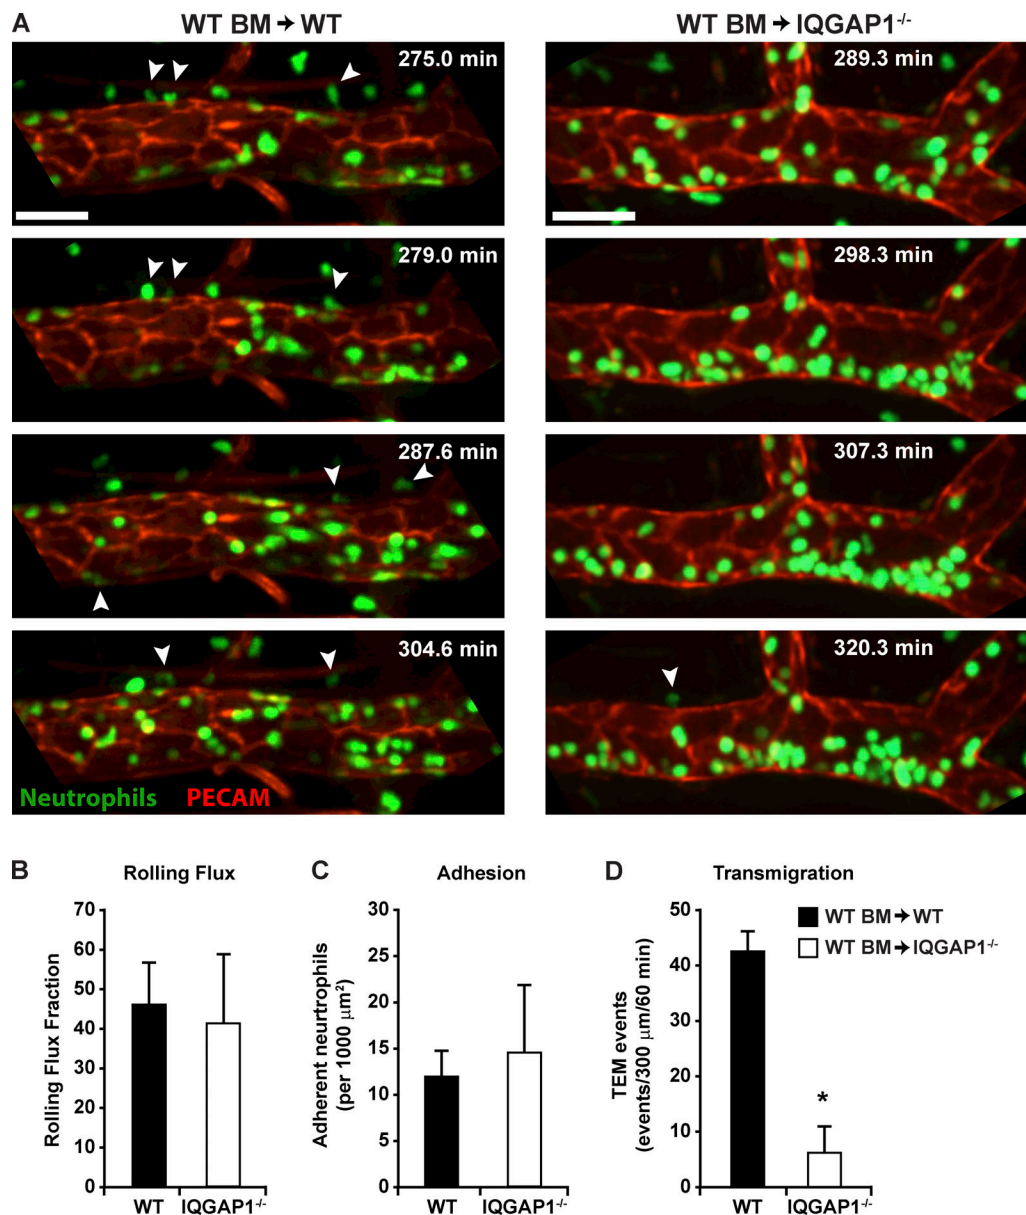 A
WT BM → WT
WT BM → IQGAP1-/-
275.0 min
289.3 min
279.0 min
298.3 min
287.6 min
307.3 min
304.6 min
320.3 min
Neutrophils PECAM
B
Rolling Flux
Rolling Flux Fraction
70
60
50
40
30
20
10
0
WT
IQGAP1-/-
C
Adhesion
Adherent neurtrophils
(per 1000 μm²)
30
25
20
15
10
5
0
WT
IQGAP1-/-
D
Transmigration
TEM events
(events/300 μm/60 min)
50
40
30
20
10
0
*
WT
IQGAP1-/-
WT BM → WT
WT BM → IQGAP1-/-